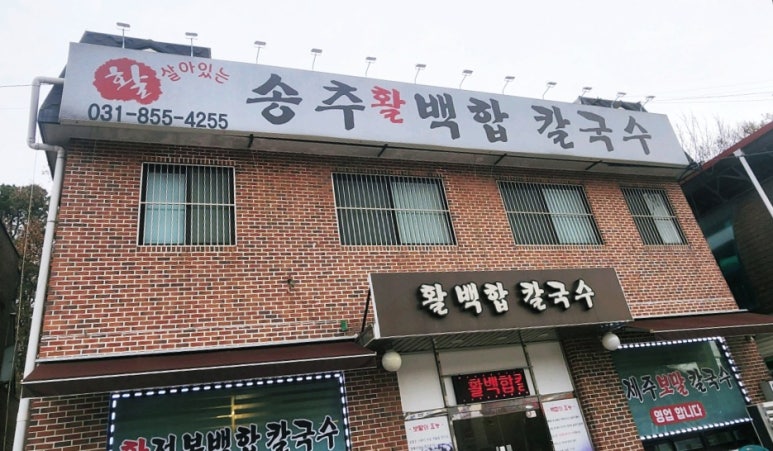 활 살아있는
송추활백합 칼국수
031-855-4255
활백합 칼국수
활백합칼
제주보말칼국수
영업 합니다
활전복백합칼국수